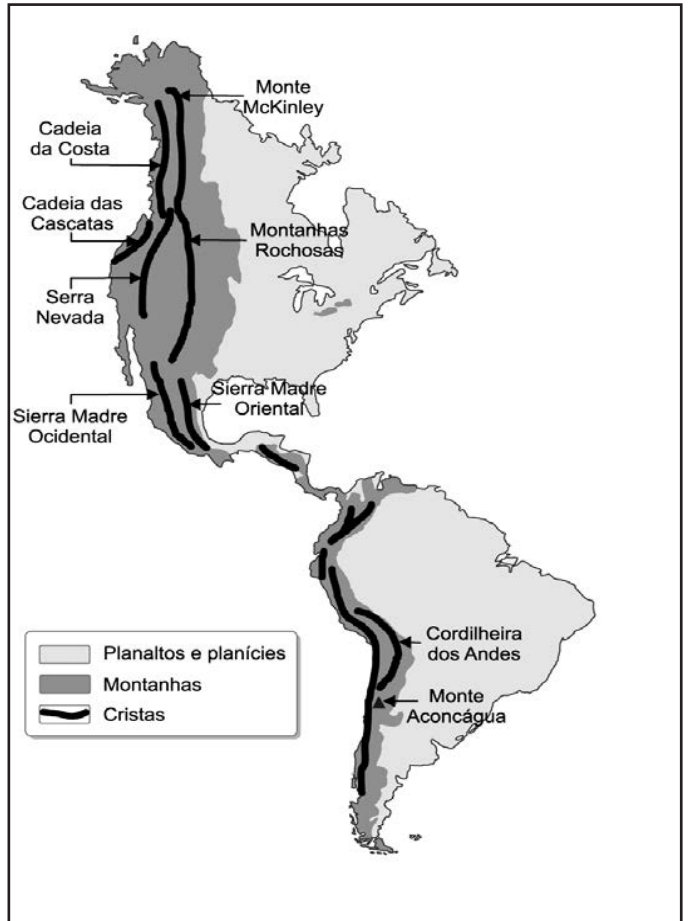 Monte
McKinley
Cadeia
da Costa
Cadeia das
Cascatas
Montanhas
Rochosas
Serra
Nevada
Sierra Madre
Oriental
Sierra Madre
Ocidental
Cordilheira
dos Andes
Monte
Aconcágua
Planaltos e planícies
Montanhas
Cristas